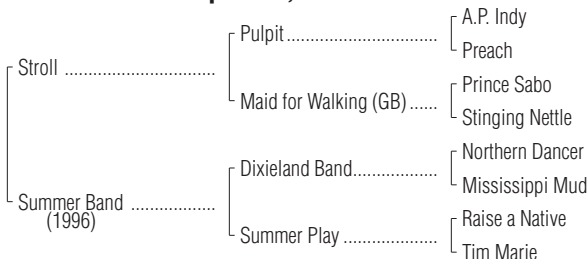 A.P. Indy
Pulpit
Preach
Stroll
Prince Sabo
Maid for Walking (GB)
Stinging Nettle
Northern Dancer
Dixieland Band
Mississippi Mud
Summer Band
(1996)
Raise a Native
Summer Play
Tim Marie